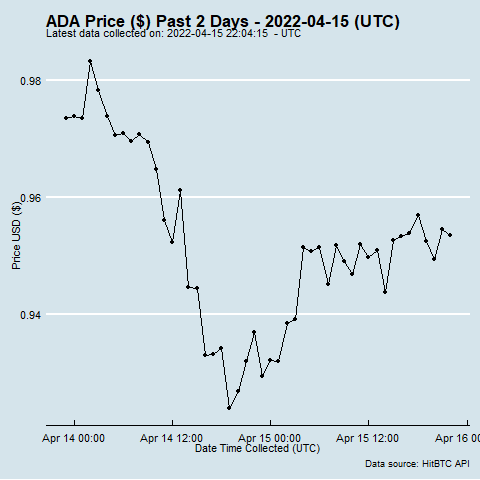 ADA Price ($) Past 2 Days - 2022-04-15 (UTC)
Latest data collected on: 2022-04-15 22:04:15 - UTC
0.98
0.96
0.94
Price USD ($)
Apr 14 00:00 Apr 14 12:00 Apr 15 00:00 Apr 15 12:00 Apr 16 0
Date Time Collected (UTC)
Data source: HitBTC API